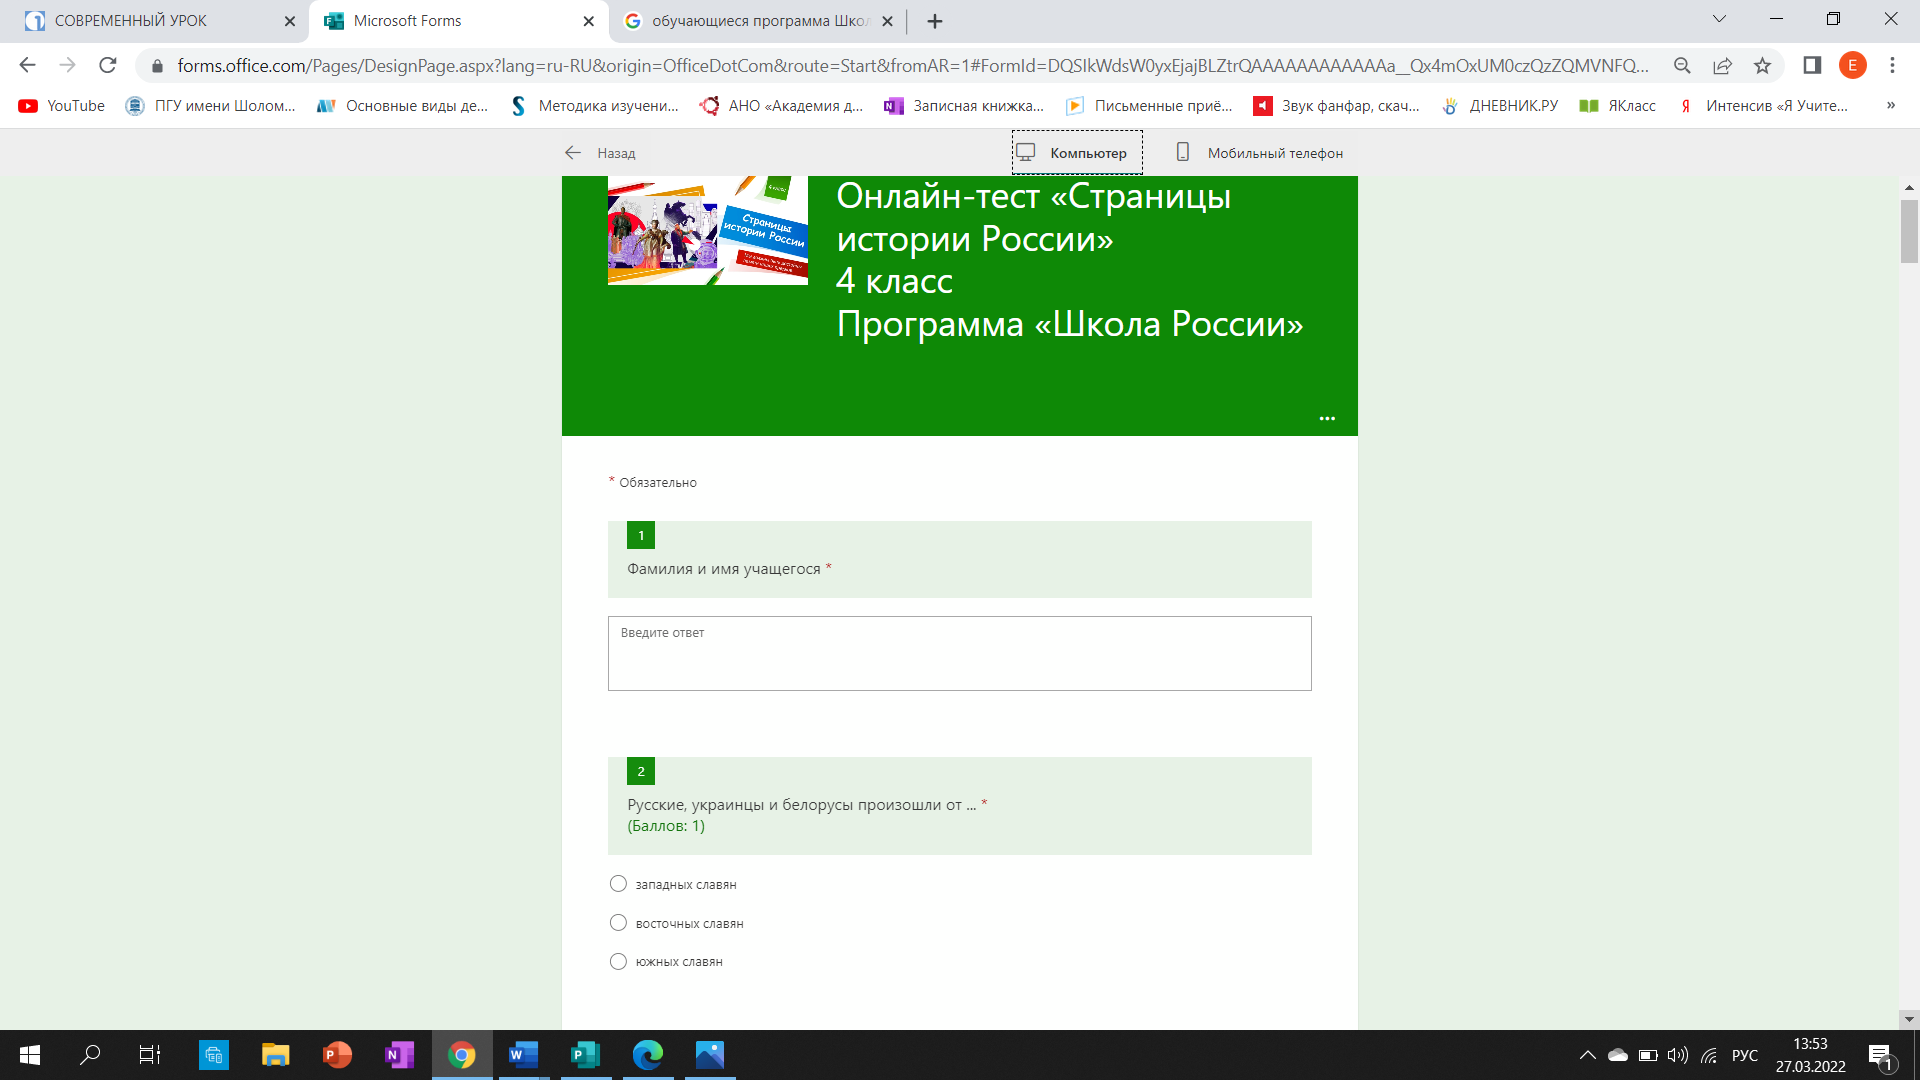 СОВРЕМЕННЫЙ УРОК
Microsoft Forms
обучающиеся программа Шко
forms.office.com/Pages/DesignPage.aspx?lang=ru-RU&origin=OfficeDotCom&route=Start&fromAR=1#FormId=DQSIkWdsW0yxEjajBLZtrQAAAAAAAAAAAAa__Qx4mOxUM0czQzZQMVNFQ...
E
YouTube
ПГУ имени Шолом...
Основные виды де...
Методика изучени...
АНО «Академия д...
Записная книжка...
Письменные приё...
Звук фанфар, скач...
ДНЕВНИК.РУ
ЯКласс
Я Интенсив «Я Учите...
»
Назад
Компьютер
Мобильный телефон
4 класс
Страницы
истории России
Онлайн-тест «Страницы
истории России»
4 класс
Программа «Школа России»
* Обязательно
1
Фамилия и имя учащегося *
Введите ответ
2
Русские, украинцы и белорусы произошли от ... *
(Баллов: 1)
западных славян
восточных славян
южных славян
РУС
13:53
27.03.2022
1